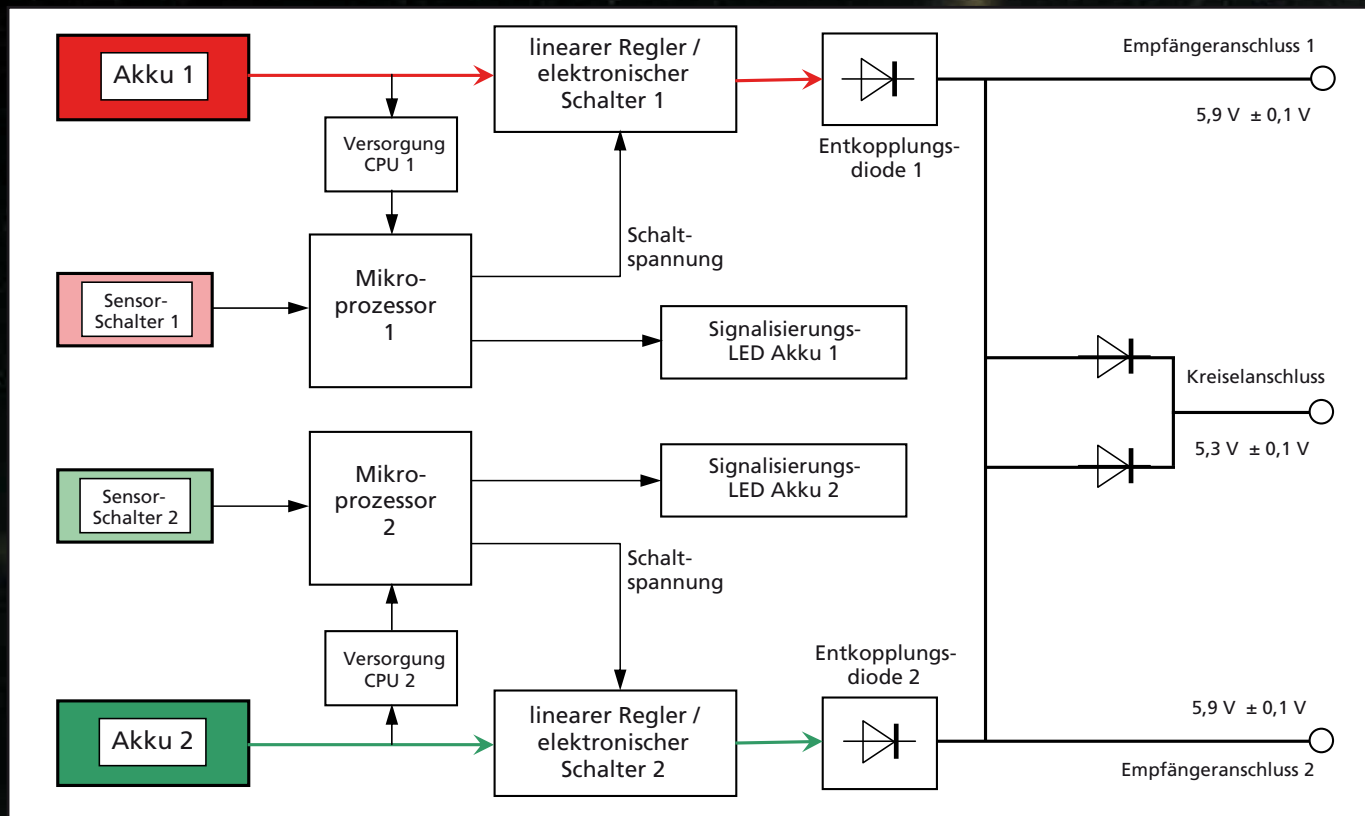 Akku 1
linearer Regler /
elektronischer
Schalter 1
Entkopplungs-
diode 1
Empfängeranschluss 1
5,9 V ± 0,1 V
Versorgung
CPU 1
Schalt-
spannung
Sensor-
Schalter 1
Mikro-
prozessor
1
Signalisierungs-
LED Akku 1
Kreiselanschluss
5,3 V ± 0,1 V
Sensor-
Schalter 2
Mikro-
prozessor
2
Signalisierungs-
LED Akku 2
Schalt-
spannung
Versorgung
CPU 2
Akku 2
linearer Regler /
elektronischer
Schalter 2
Entkopplungs-
diode 2
5,9 V ± 0,1 V
Empfängeranschluss 2